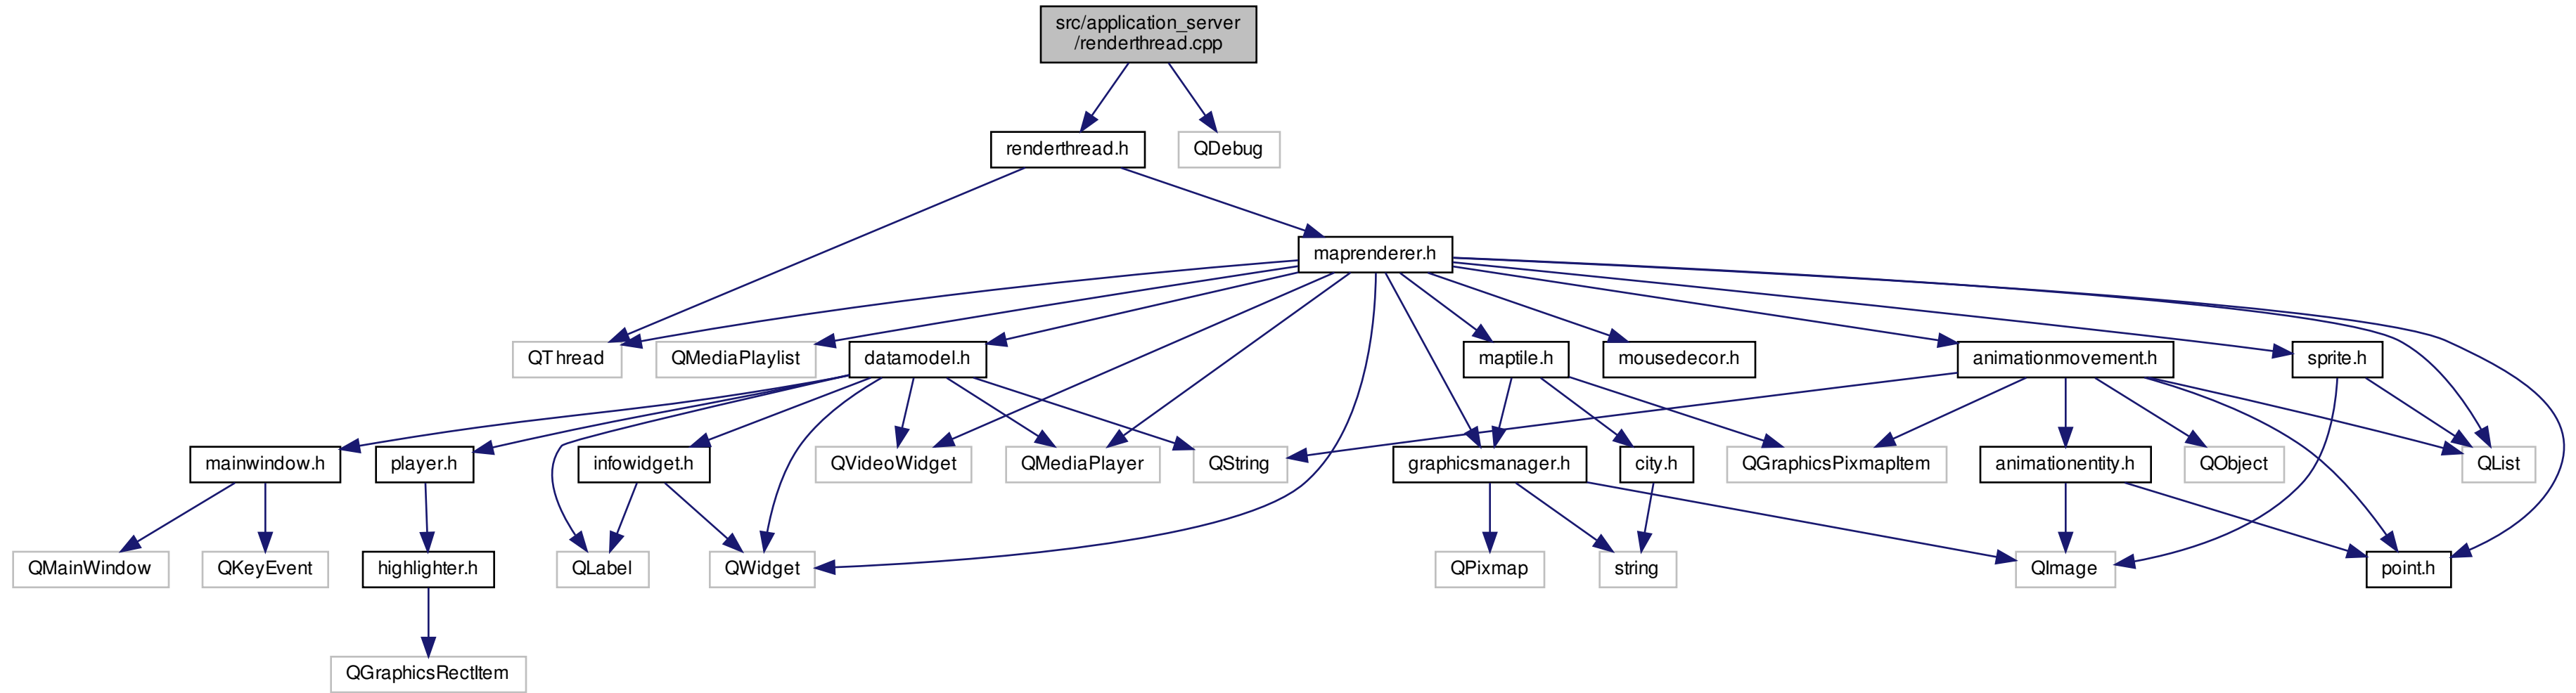 src/application_server
/renderthread.cpp
renderthread.h
QDebug
maprenderer.h
QThread
QMediaPlaylist
datamodel.h
maptile.h
mousedecor.h
animationmovement.h
sprite.h
mainwindow.h
player.h
infowidget.h
QVideoWidget
QMediaPlayer
QString
graphicsmanager.h
city.h
QGraphicsPixmapItem
animationentity.h
QObject
QList
QMainWindow
QKeyEvent
highlighter.h
QLabel
QWidget
QPixmap
string
QImage
point.h
QGraphicsRectItem